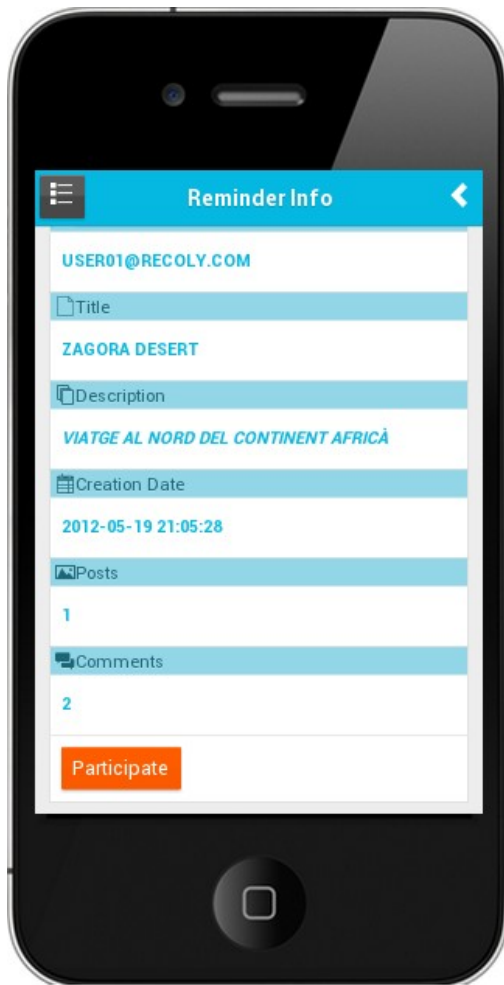 Reminder Info
USER01@RECOLY.COM
Title
ZAGORA DESERT
Description
VIATGE AL NORD DEL CONTINENT AFRICÀ
Creation Date
2012-05-19 21:05:28
Posts
1
Comments
2
Participate